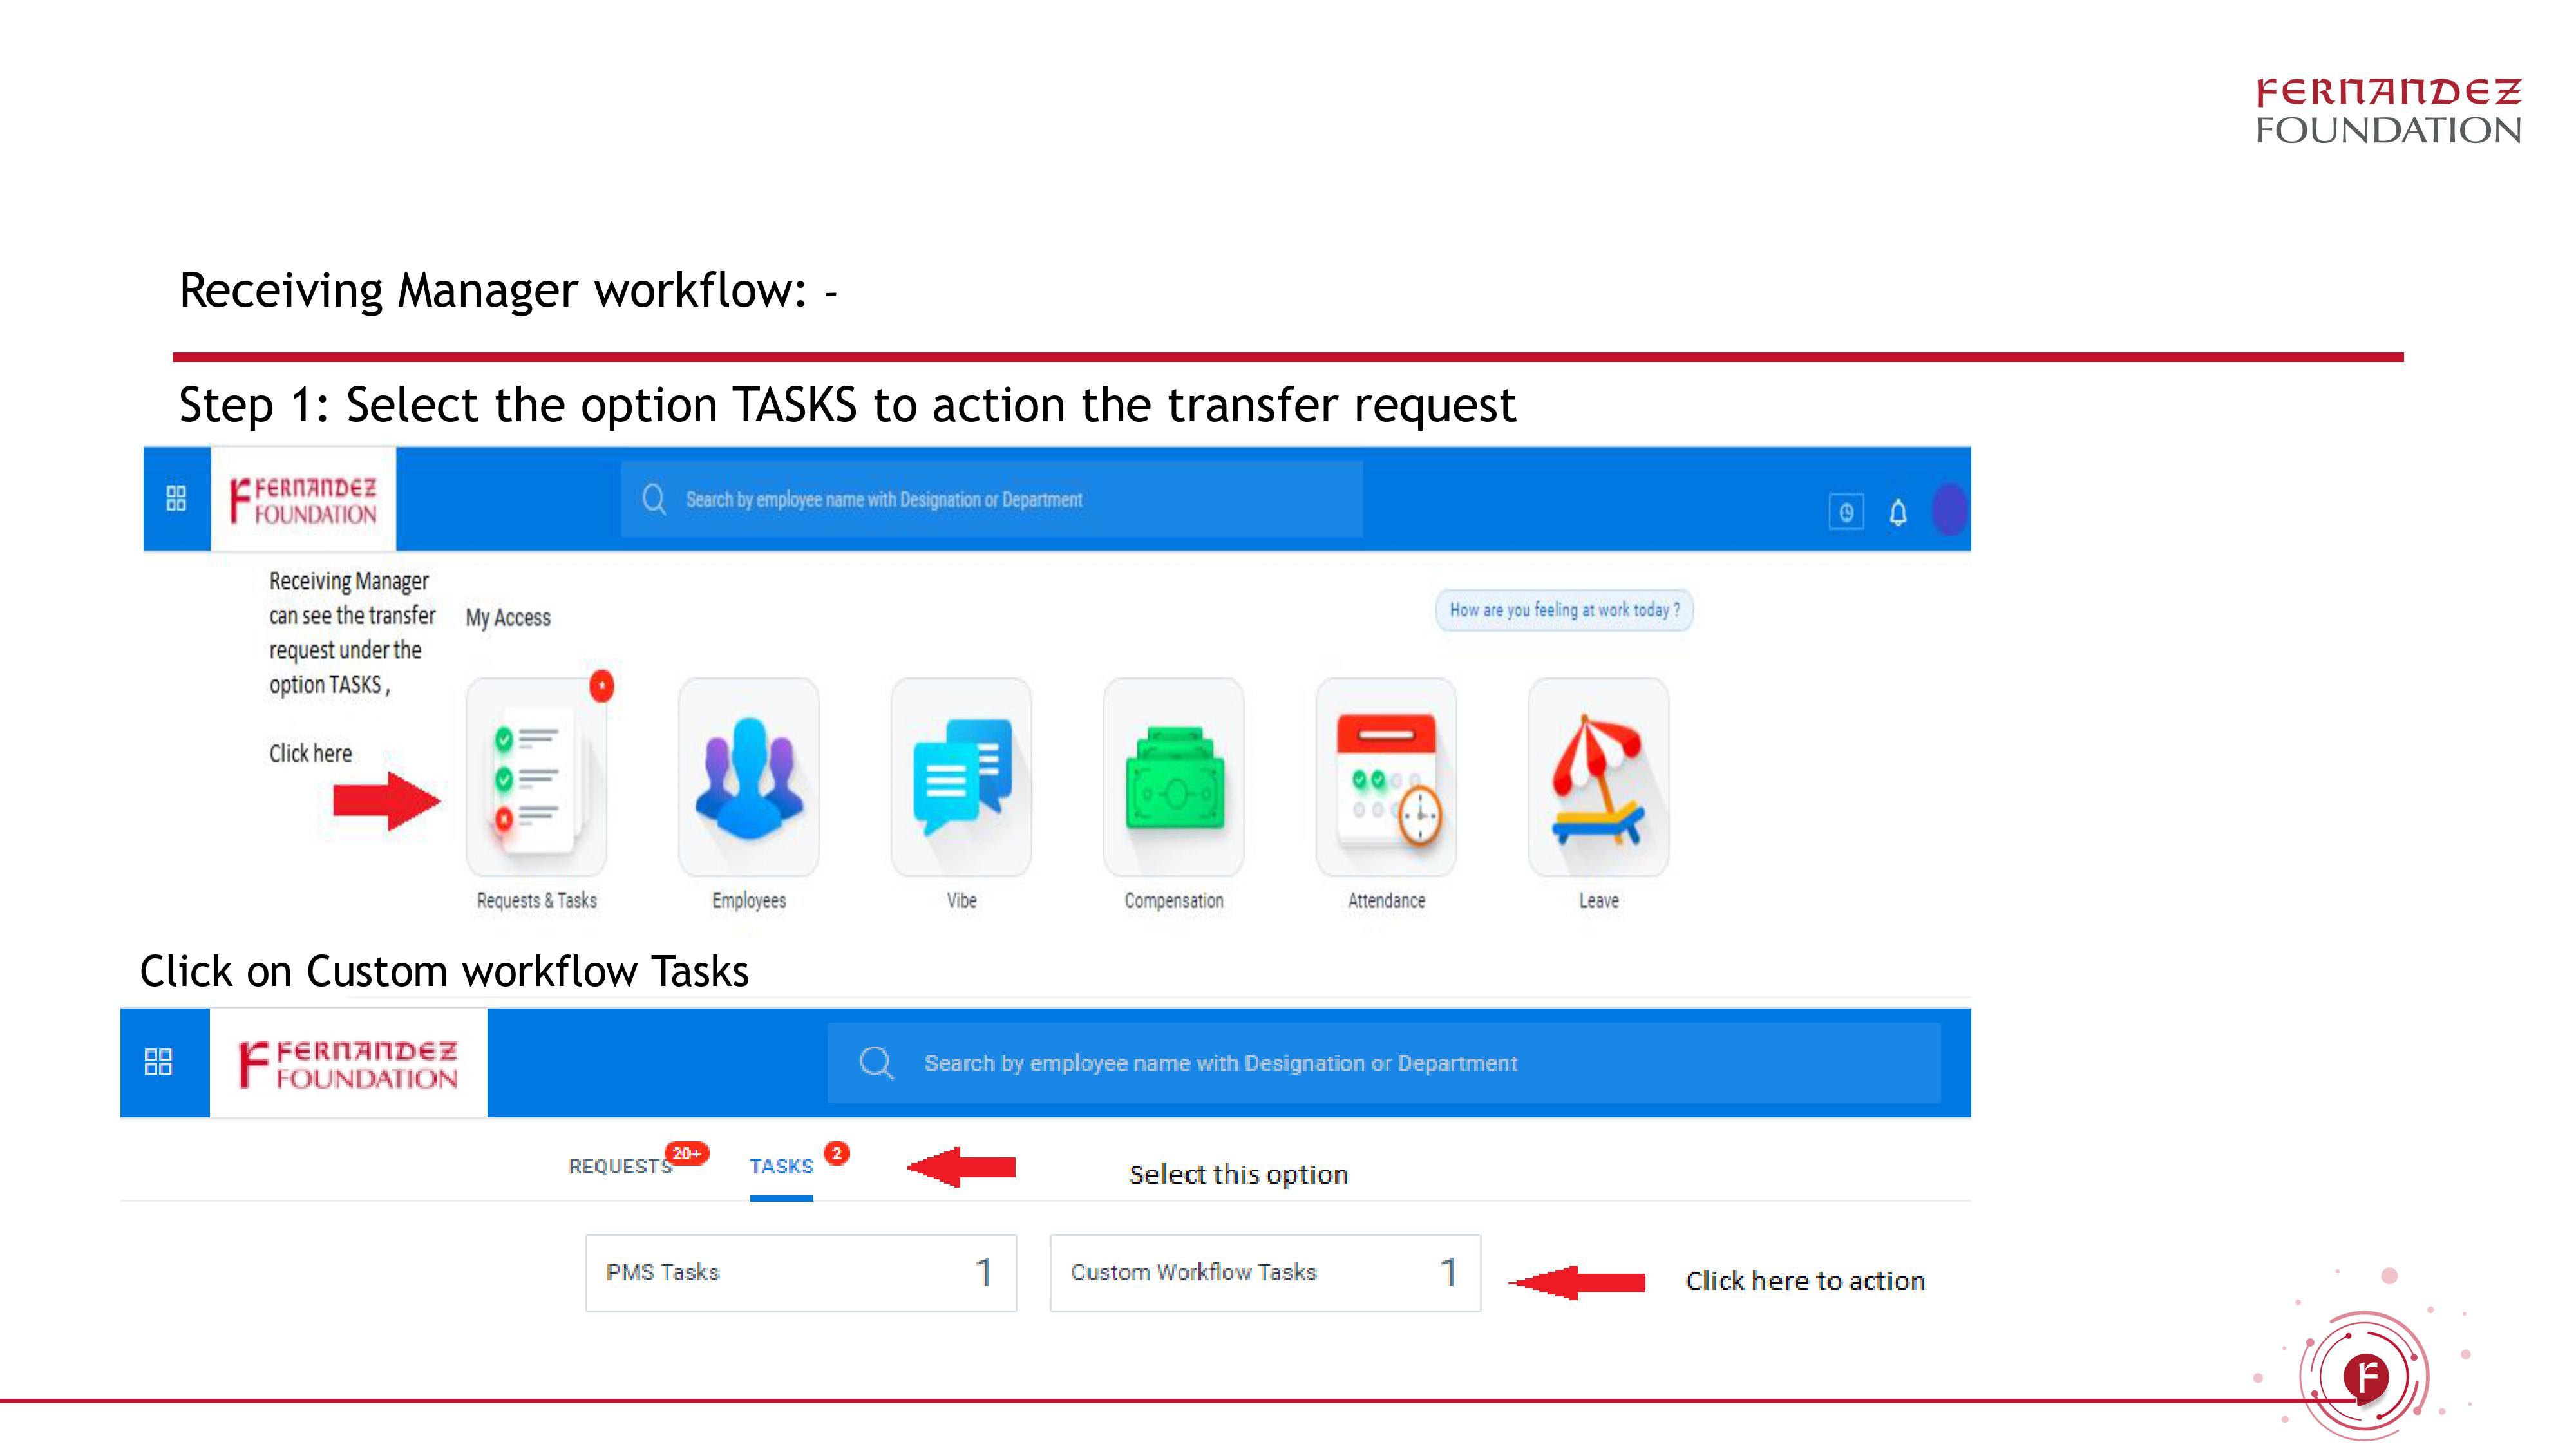 FERNANDEZ
FOUNDATION
Receiving Manager workflow: -
Step 1: Select the option TASKS to action the transfer request
FERNANDEZ
FOUNDATION
Search by employee name with Designation or Department
Receiving Manager
can see the transfer
request under the
option TASKS ,
Click here
My Access
How are you feeling at work today ?
Requests & Tasks
Employees
Vibe
Compensation
Attendance
Leave
Click on Custom workflow Tasks
FERNANDEZ
FOUNDATION
Search by employee name with Designation or Department
REQUESTS 20+
TASKS 2
Select this option
PMS Tasks 1
Custom Workflow Tasks 1
Click here to action